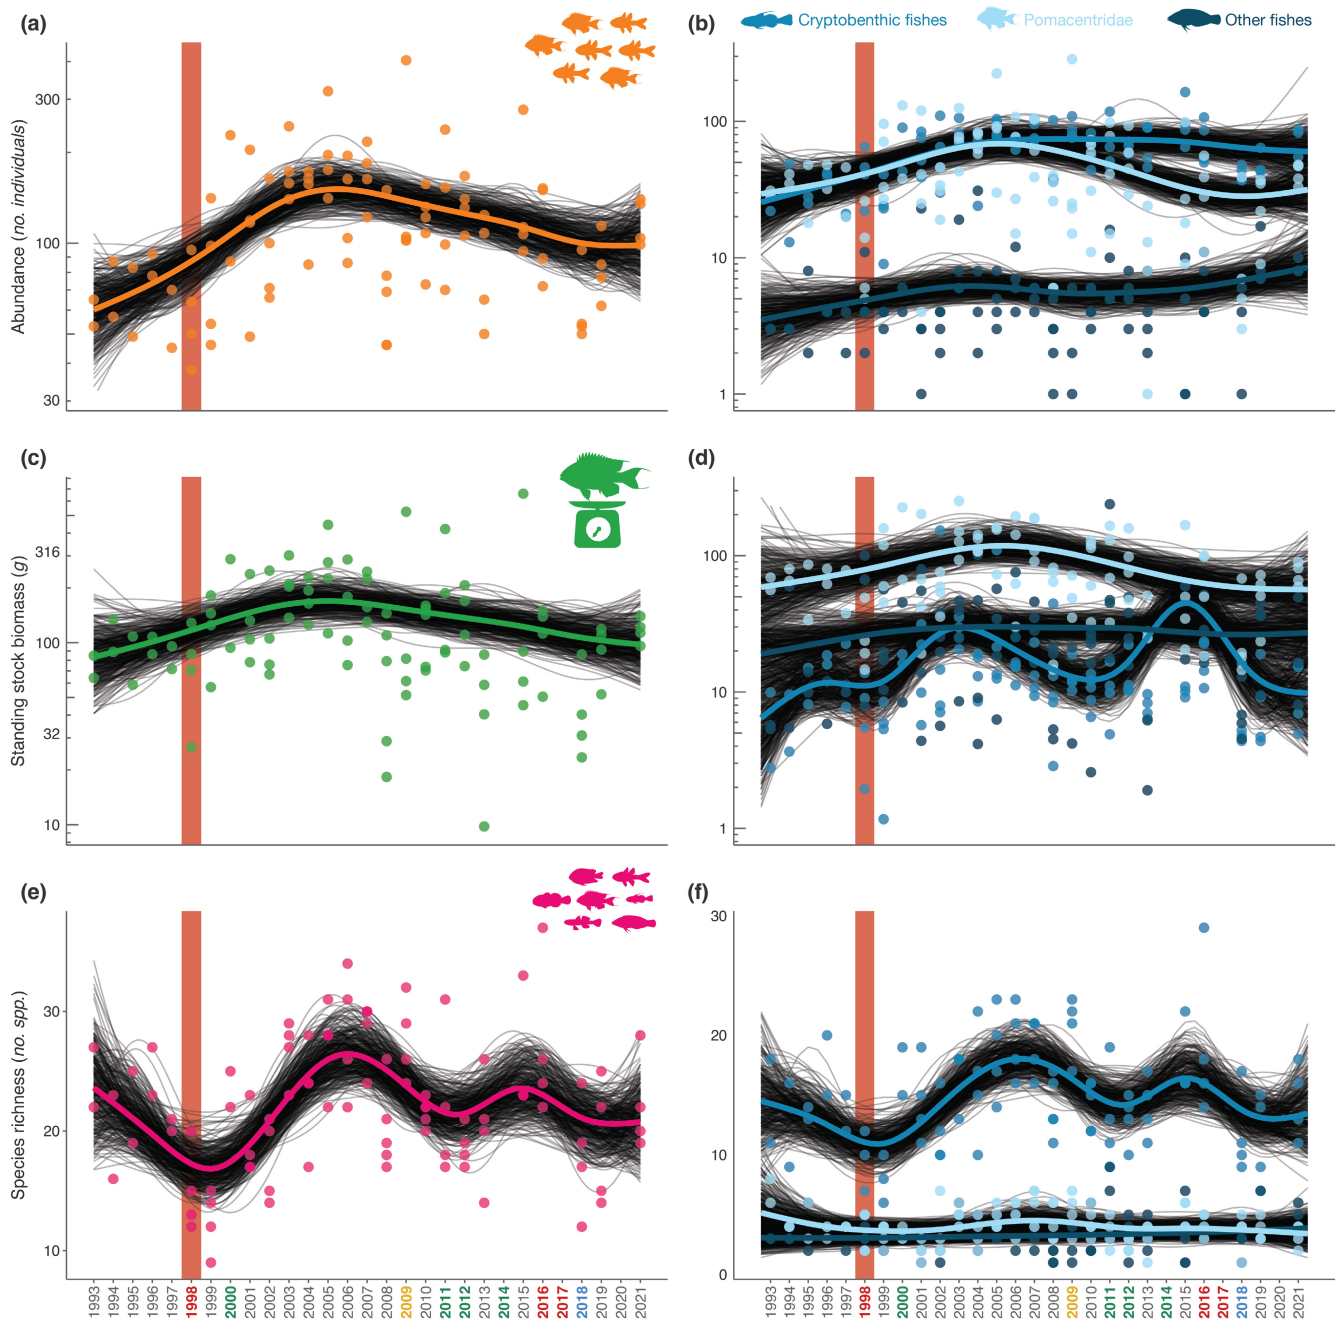 (a)
(b)
Cryptobenthic fishes
Pomacentridae
Other fishes
Abundance (no. individuals)
300
100
30
100
10
1
(c)
(d)
Standing stock biomass (g)
316
100
32
10
100
10
1
(e)
(f)
Species richness (no. spp.)
30
20
10
30
20
10
0
1993 1994 1995 1996 1997 1998 1999 2000 2001 2002 2003 2004 2005 2006 2007 2008 2009 2010 2011 2012 2013 2014 2015 2016 2017 2018 2019 2020 2021
1993 1994 1995 1996 1997 1998 1999 2000 2001 2002 2003 2004 2005 2006 2007 2008 2009 2010 2011 2012 2013 2014 2015 2016 2017 2018 2019 2020 2021